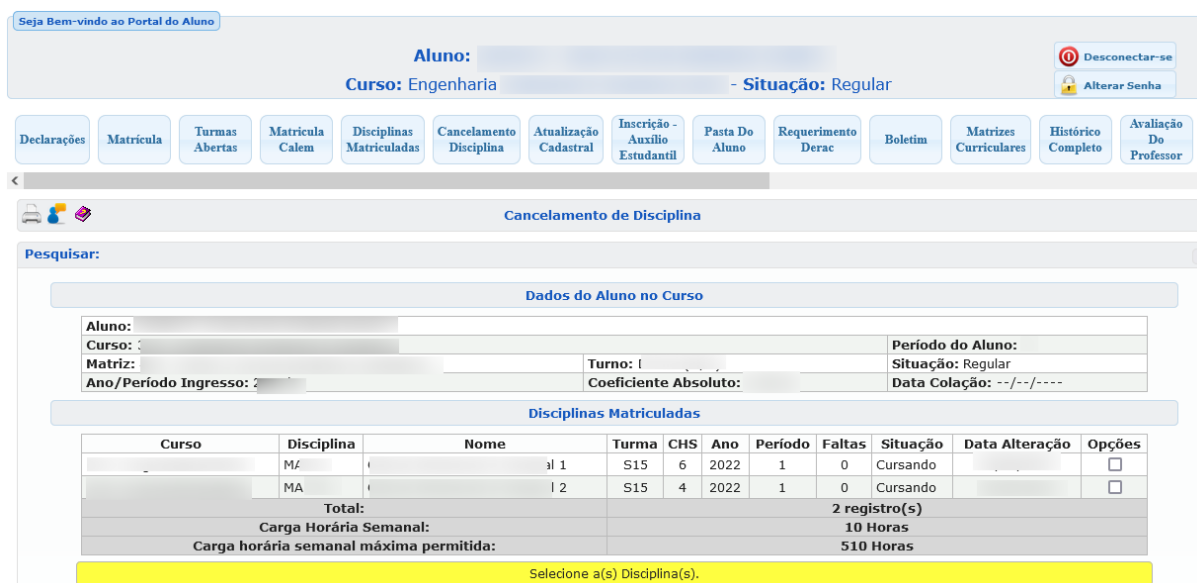 Seja Bem-vindo ao Portal do Aluno
Aluno:
Desconectar-se
Curso: Engenharia - Situação: Regular
Alterar Senha
Declarações
Matrícula
Turmas
Abertas
Matricula
Calem
Disciplinas
Matriculadas
Cancelamento
Disciplina
Atualização
Cadastral
Inscrição -
Auxílio
Estudantil
Pasta Do
Aluno
Requerimento
Derac
Boletim
Matrizes
Curriculares
Histórico
Completo
Avaliação
Do
Professor
Cancelamento de Disciplina
Pesquisar:
Dados do Aluno no Curso
Aluno:
Curso: Período do Aluno:
Matriz: Turno: Situação: Regular
Ano/Período Ingresso: Coeficiente Absoluto: Data Colação: --/--/----
Disciplinas Matriculadas
Curso Disciplina Nome Turma CHS Ano Período Faltas Situação Data Alteração Opções
MA 1 S15 6 2022 1 0 Cursando
MA 2 S15 4 2022 1 0 Cursando
Total: 2 registro(s)
Carga Horária Semanal: 10 Horas
Carga horária semanal máxima permitida: 510 Horas
Selecione a(s) Disciplina(s).